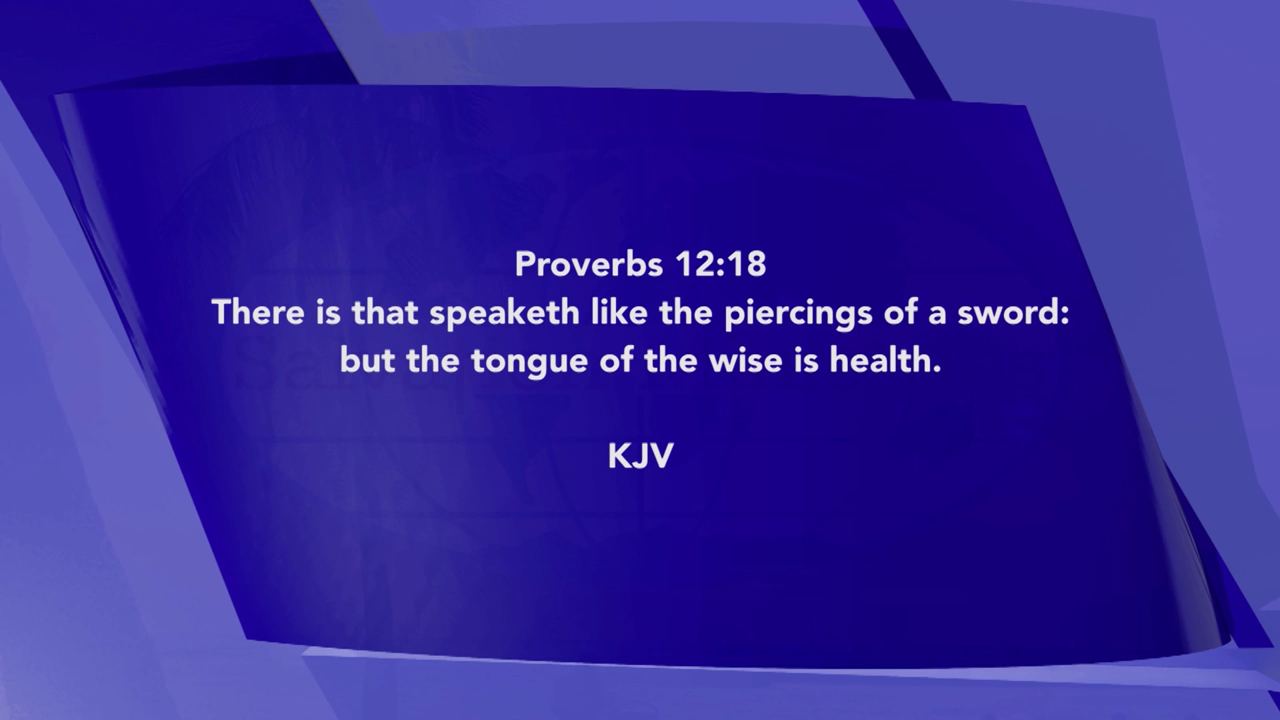 Proverbs 12:18
There is that speaketh like the piercings of a sword:
but the tongue of the wise is health.
KJV